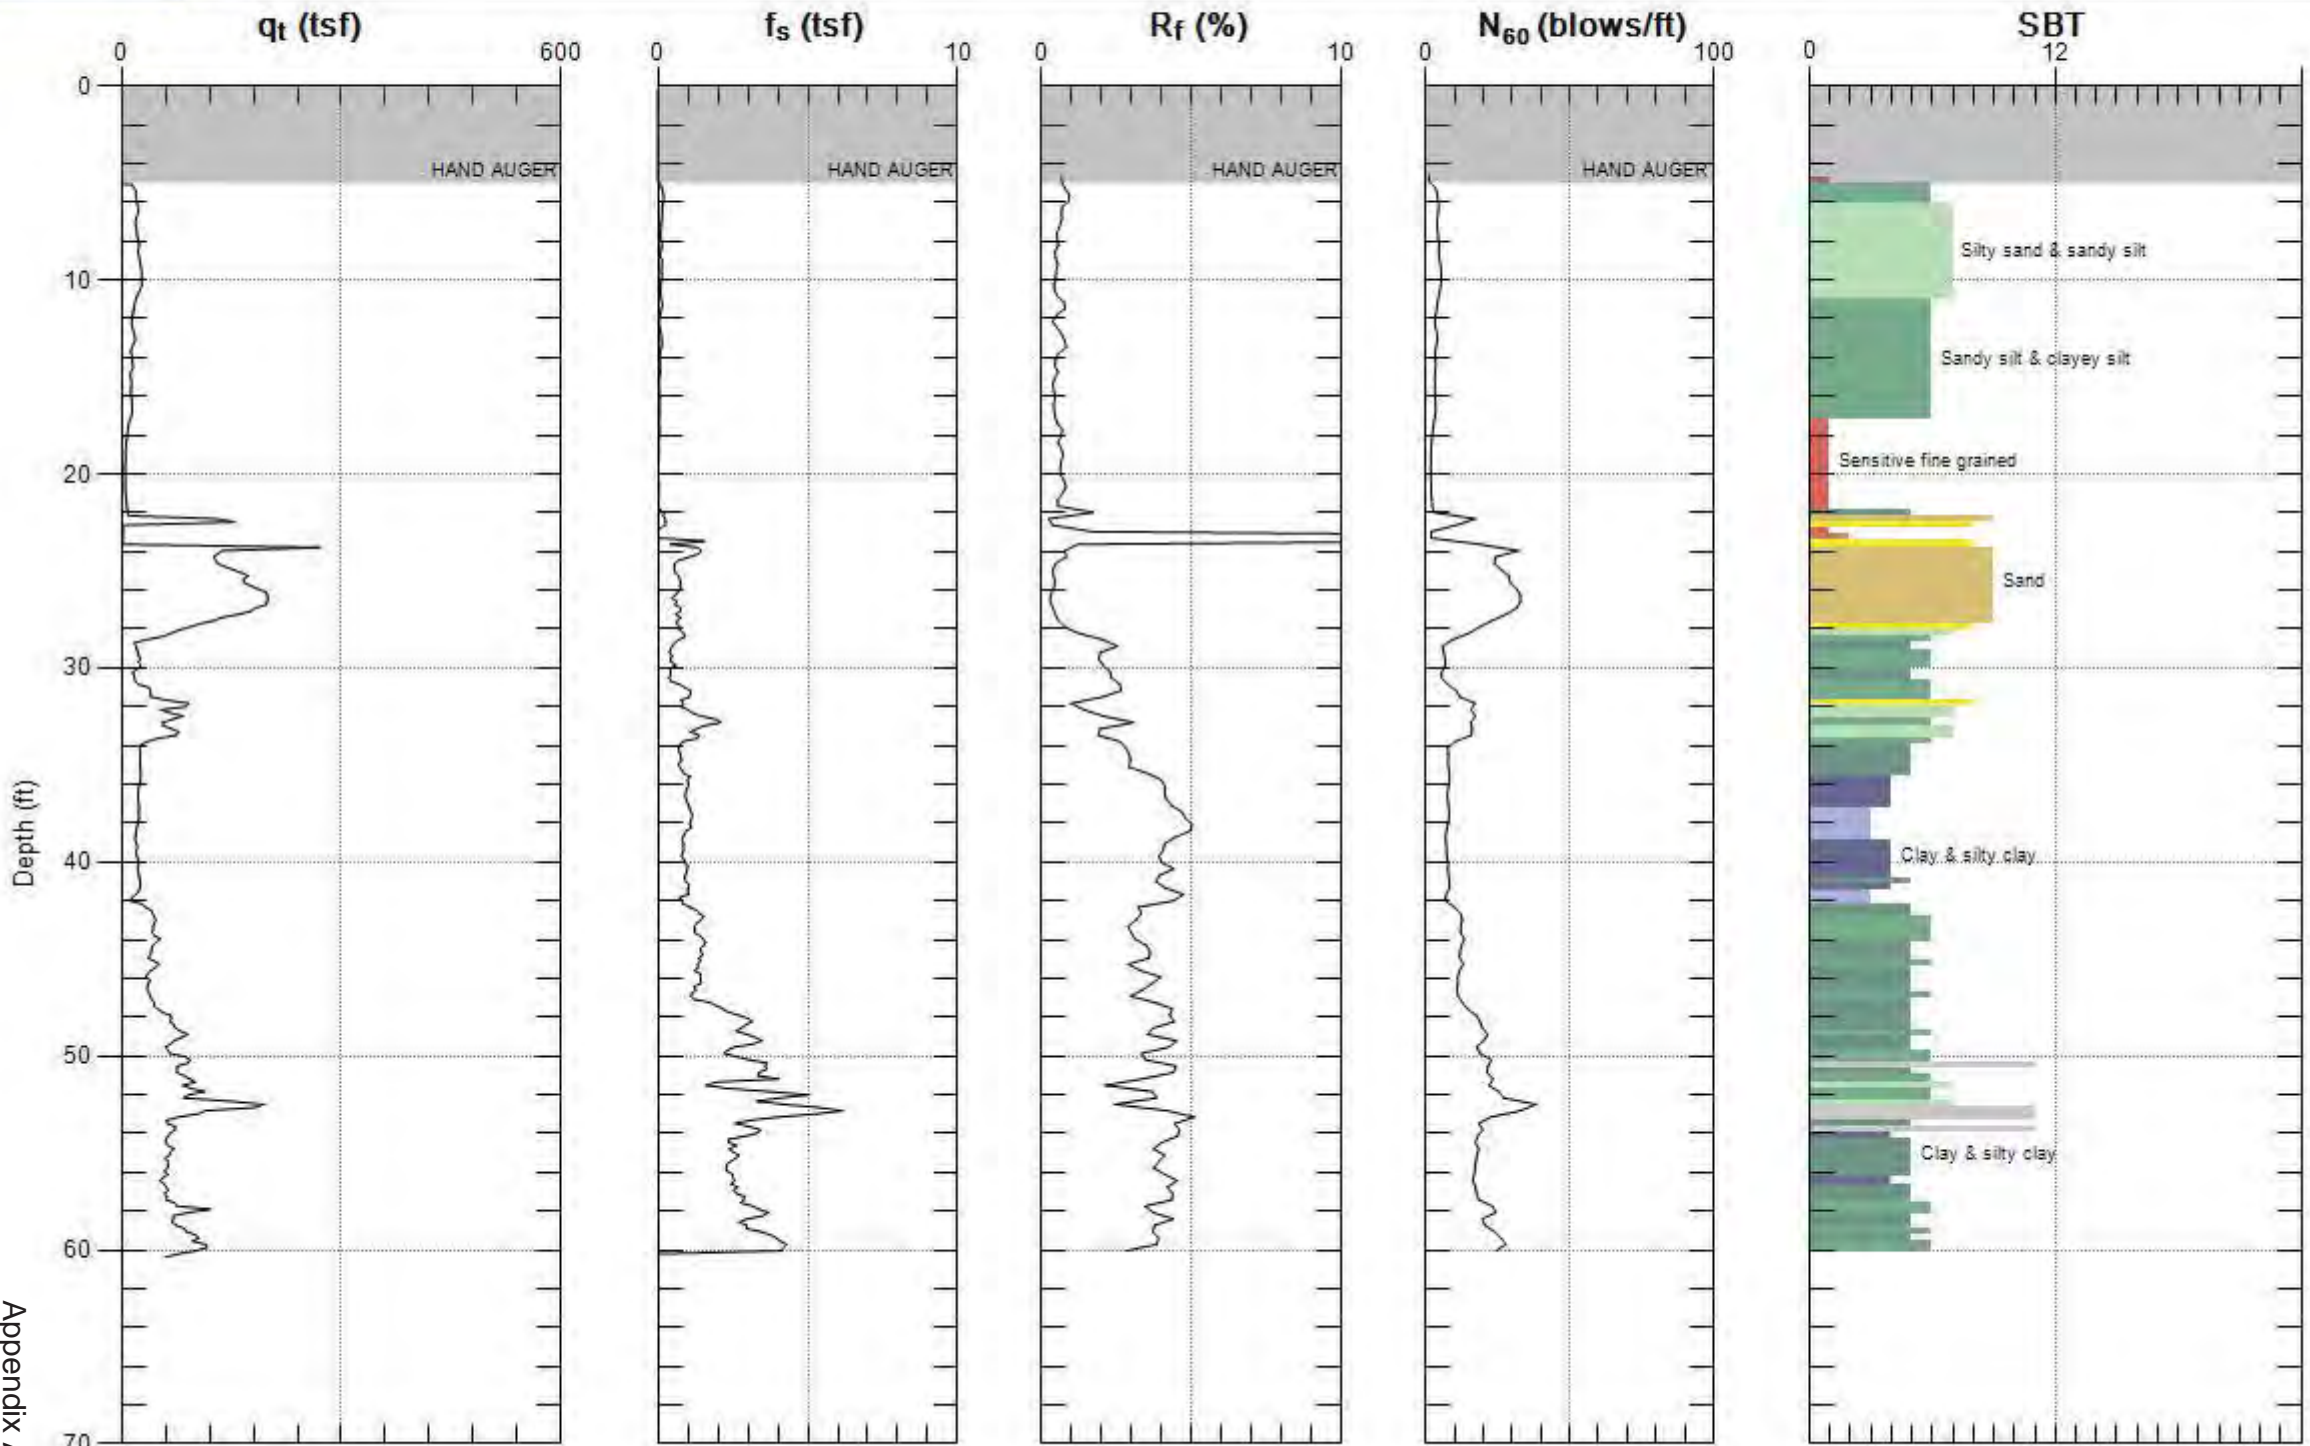 qt (tsf) fs (tsf) Rf (%) N60 (blows/ft) SBT
0 600 0 10 0 10 0 100 0 12
0
HAND AUGER HAND AUGER HAND AUGER HAND AUGER
Silty sand & sandy silt
10
Sandy silt & clayey silt
Sensitive fine grained
20
Sand
30
Depth (ft)
Clay & silty clay
40
50
Clay & silty clay
60
Appendix
70